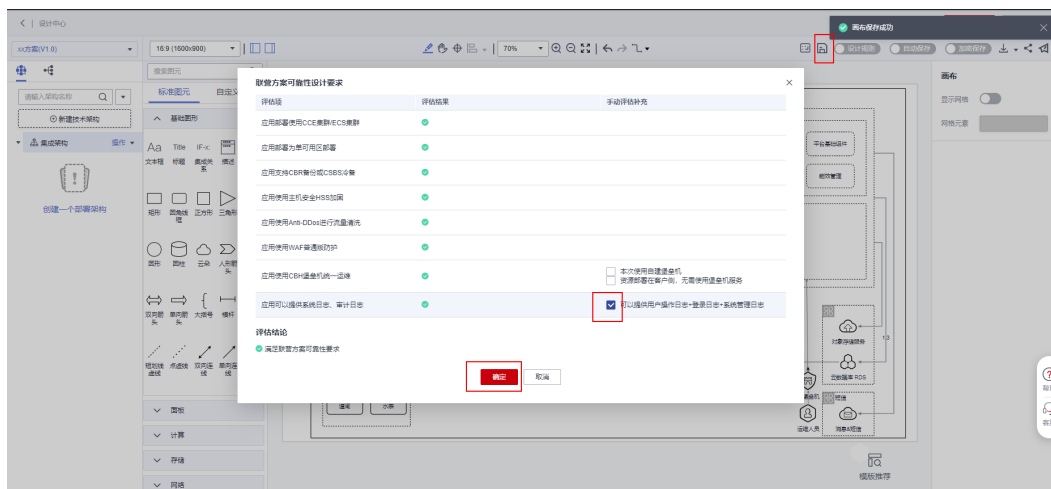 设计中心
画布保存成功
xx方案(V1.0)
16:9 (1600x900)
70%
设计规则
自动保存
加密保存
搜索图元
画布
请输入架构名称
标准图元
自定义
显示网格
新建技术架构
基础图形
网格元素
集成架构
操作
Aa
Title
IF-x:
文本框
标题
集成关系
描述
创建一个部署架构
矩形
圆角线框
正方形
三角形
圆形
圆柱
云朵
人形箭头
双向箭头
单向箭头
大括号
横杆
短划线虚线
点虚线
双向连线
单向连线
面板
计算
存储
网络
联营方案可靠性设计要求
评估项
评估结果
手动评估补充
应用部署使用CCE集群/ECS集群
应用部署为单可用区部署
应用支持CBR备份或CSBS冷备
应用使用主机安全HSS加固
应用使用Anti-DDos进行流量清洗
应用使用WAF普通版防护
应用使用CBH堡垒机统一运维
本次使用自建堡垒机
资源部署在客户侧，无需使用堡垒机服务
应用可以提供系统日志、审计日志
可以提供用户操作日志+登录日志+系统管理日志
评估结论
满足联营方案可靠性要求
确定
取消
平台基础组件
能效管理
对象存储服务
云数据库 RDS
短信
运维人员
消息&短信
水泵
模版推荐